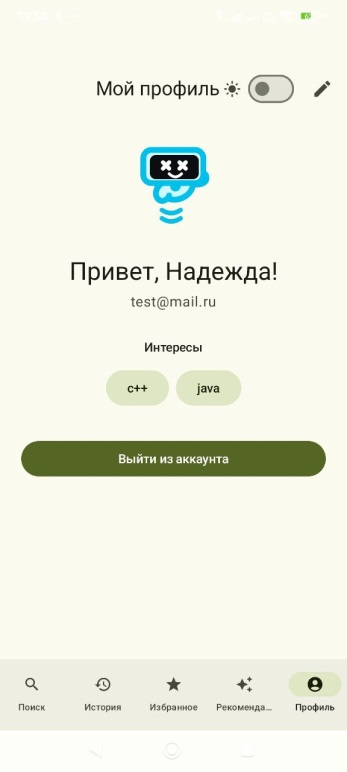 Мой профиль
Привет, Надежда!
test@mail.ru
Интересы
c++ java
Выйти из аккаунта
Поиск История Избранное Рекоменда... Профиль